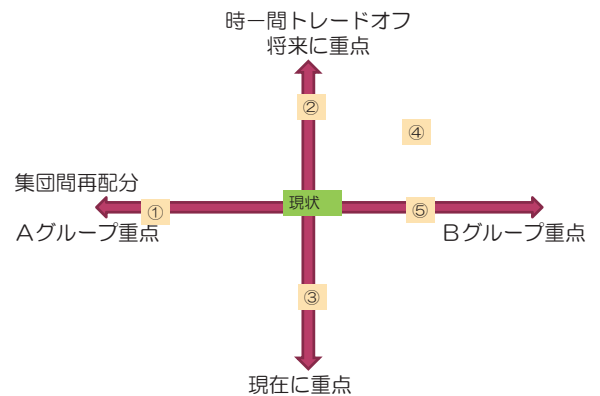 時ー間トレードオフ
将来に重点
②
④
集団間再配分
現状
①
⑤
Aグループ重点
Bグループ重点
③
現在に重点